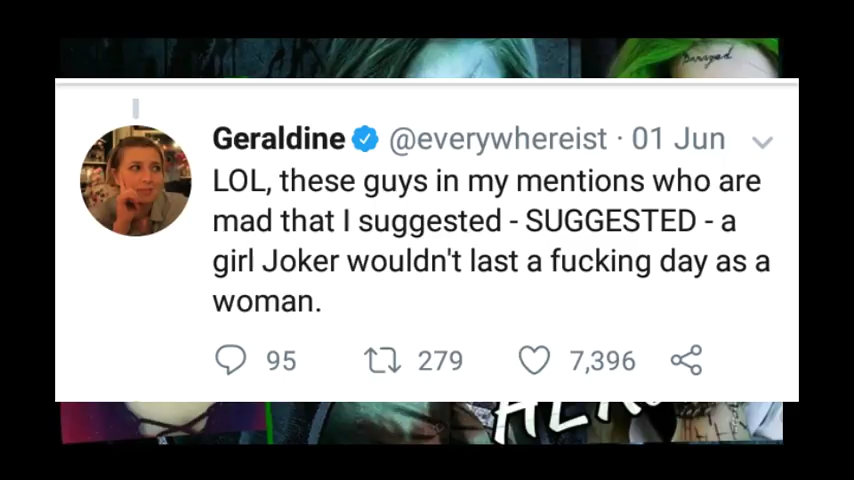 Damaged
Geraldine @everywhereist · 01 Jun
LOL, these guys in my mentions who are
mad that I suggested - SUGGESTED - a
girl Joker wouldn't last a fucking day as a
woman.
95 279 7,396